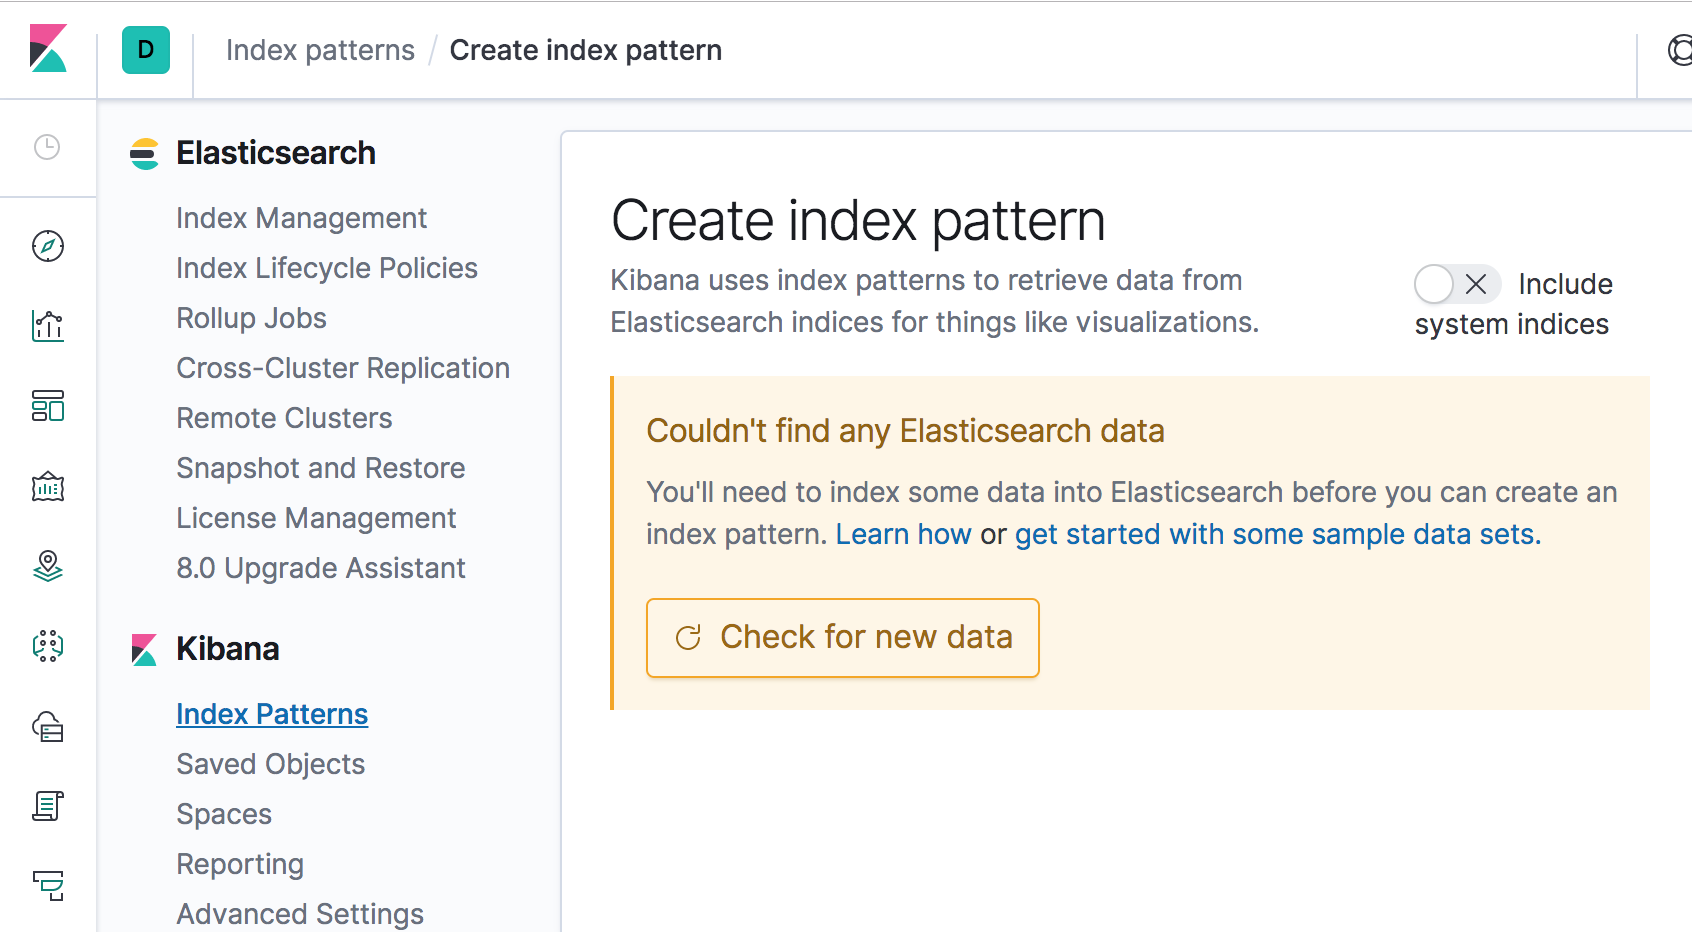 D
Index patterns / Create index pattern
Elasticsearch
Index Management
Index Lifecycle Policies
Rollup Jobs
Cross-Cluster Replication
Remote Clusters
Snapshot and Restore
License Management
8.0 Upgrade Assistant
Kibana
Index Patterns
Saved Objects
Spaces
Reporting
Advanced Settings
Create index pattern
Kibana uses index patterns to retrieve data from
Elasticsearch indices for things like visualizations.
Include
system indices
Couldn't find any Elasticsearch data
You'll need to index some data into Elasticsearch before you can create an
index pattern. Learn how or get started with some sample data sets.
Check for new data